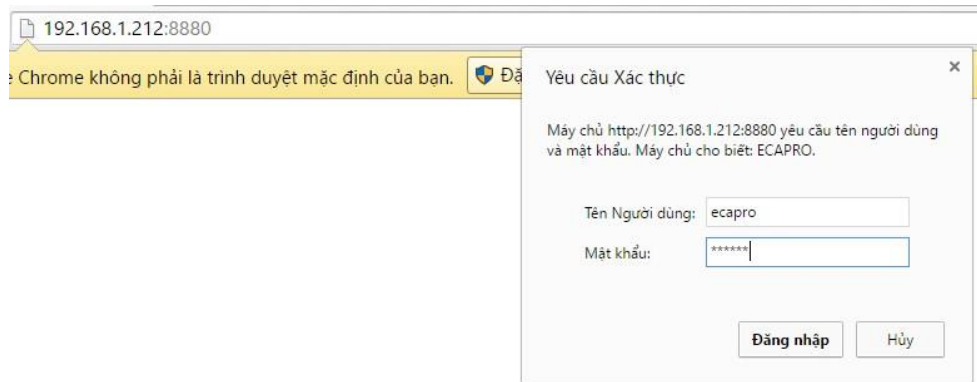 192.168.1.212:8880
Chrome không phải là trình duyệt mặc định của bạn.
Yêu cầu Xác thực
×
Máy chủ http://192.168.1.212:8880 yêu cầu tên người dùng
và mật khẩu. Máy chủ cho biết: ECAPRO.
Tên Người dùng: ecapro
Mật khẩu: ******
Đăng nhập Hủy